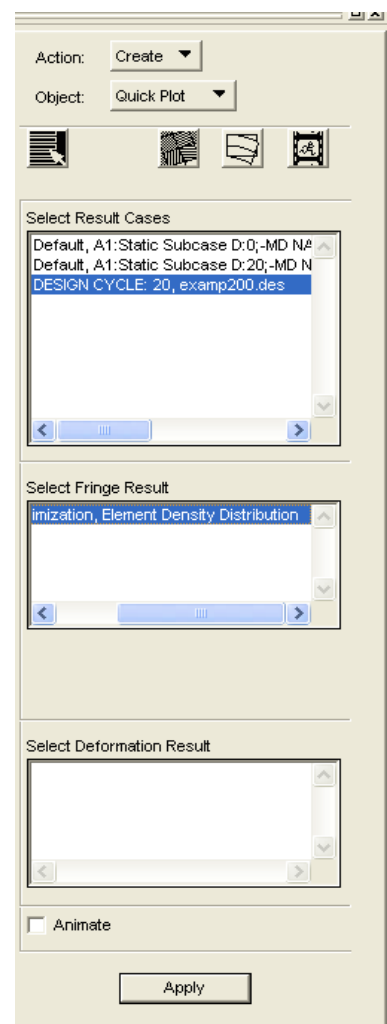 Action: Create
Object: Quick Plot
Select Result Cases
Default, A1:Static Subcase D:0;-MD NA
Default, A1:Static Subcase D:20;-MD N
DESIGN CYCLE: 20, examp200.des
Select Fringe Result
imization, Element Density Distribution
Select Deformation Result
Animate
Apply